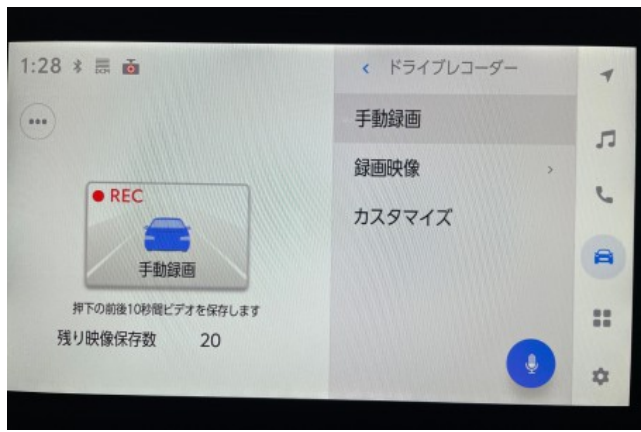 1:28
DCM
REC
手動録画
押下の前後10秒間ビデオを保存します
残り映像保存数 20
ドライブレコーダー
手動録画
録画映像
カスタマイズ